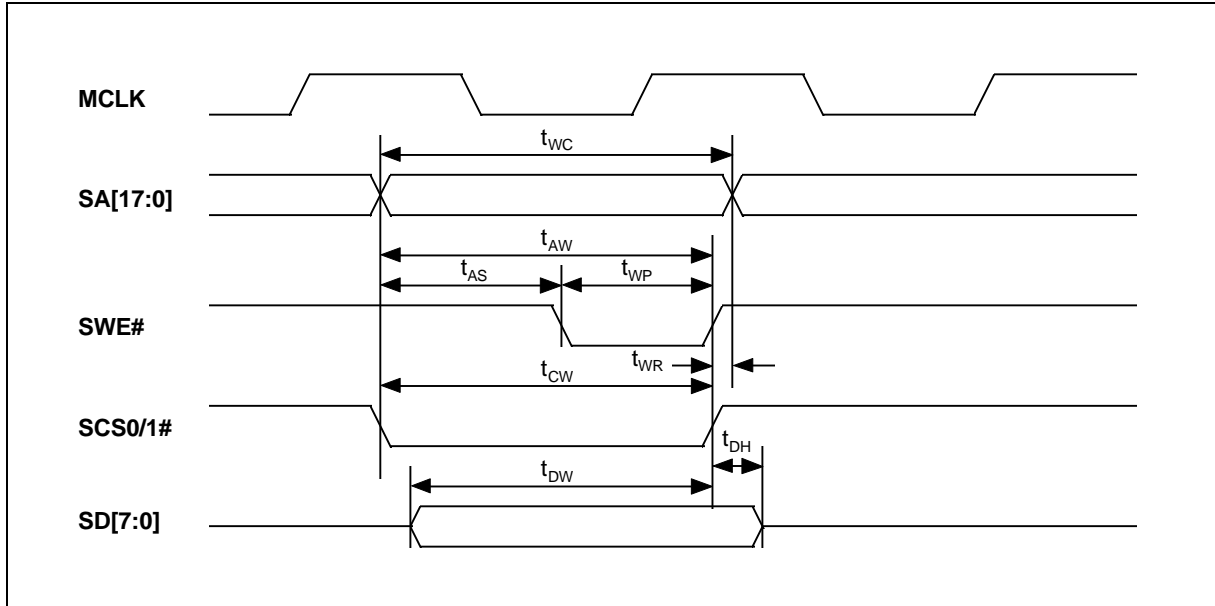 MCLK
tWC
SA[17:0]
tAW
tAS
tWP
SWE#
tWR
tCW
SCS0/1#
tDH
tDW
SD[7:0]